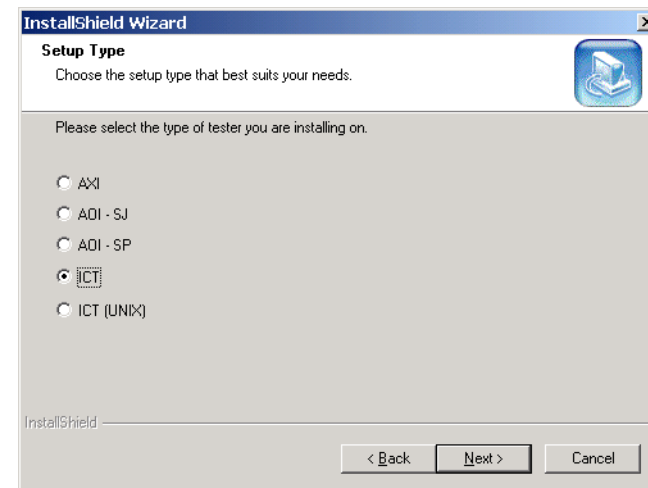 InstallShield Wizard
Setup Type
Choose the setup type that best suits your needs.
Please select the type of tester you are installing on.
AXI
AOI - SJ
AOI - SP
ICT
ICT (UNIX)
InstallShield
< Back Next > Cancel